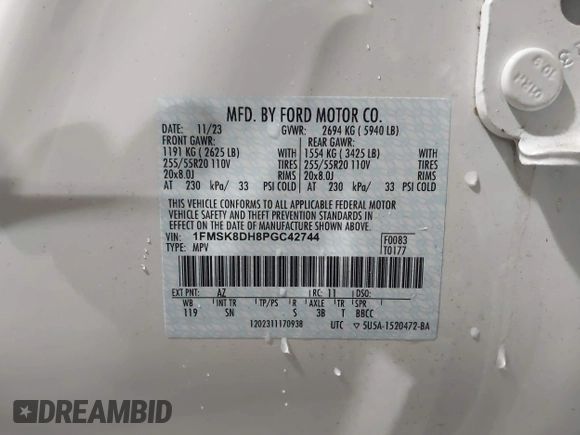 MFD. BY FORD MOTOR CO.
DATE: 11/23 GVWR: 2694 KG ( 5940 LB)
FRONT GAWR: REAR GAWR:
1191 KG ( 2625 LB) WITH 1554 KG ( 3425 LB) WITH
255/55R20 110V TIRES 255/55R20 110V TIRES
20x8.0J RIMS 20x8.0J RIMS
AT 230 kPa/ 33 PSI COLD AT 230 kPa/ 33 PSI COLD
THIS VEHICLE CONFORMS TO ALL APPLICABLE FEDERAL MOTOR
VEHICLE SAFETY AND THEFT PREVENTION STANDARDS IN
EFFECT ON THE DATE OF MANUFACTURE SHOWN ABOVE.
VIN: 1FMSK8DH8PGC42744 F0083
TYPE: MPV T0177
EXT PNT: AZ RC: 11 DSO:
WB INT TR TP/PS R AXLE TR SPR
119 SN S 3B T BBCC
1202311170938 UTC ▽ 5U5A-1520472-BA
DREAMBID